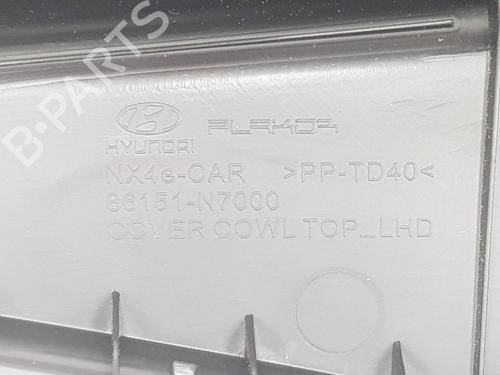 PLAKOR
HYUNDAI
NX4e-CAR >PP-TD40<
86151-N7000
COVER COWL TOP_LHD
B-PARTS